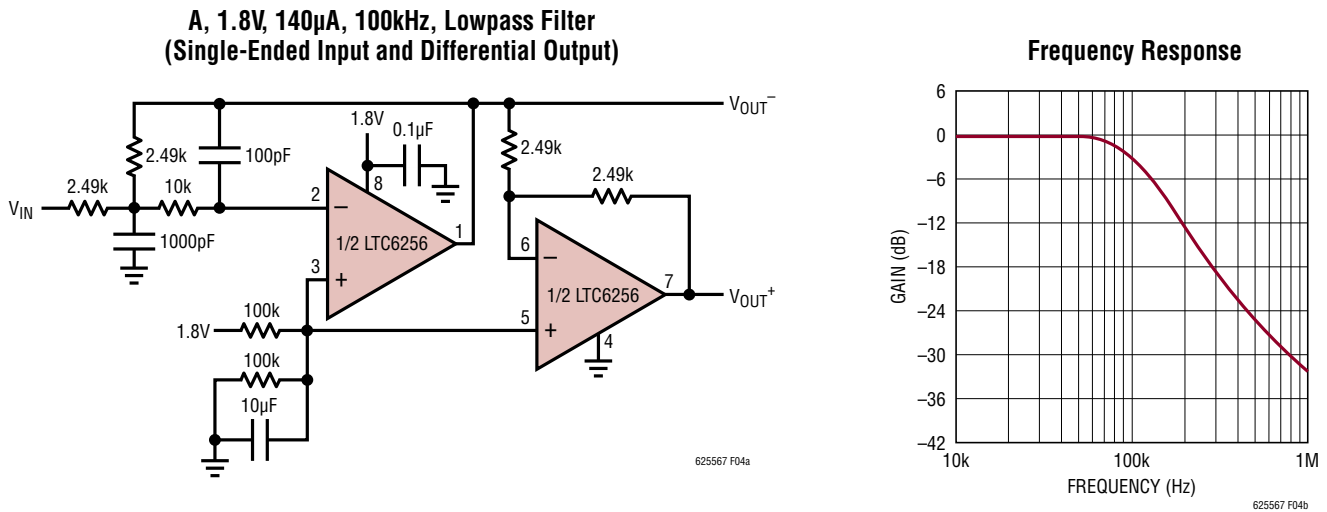 A, 1.8V, 140µA, 100kHz, Lowpass Filter
(Single-Ended Input and Differential Output)
VOUT–
1.8V
0.1µF
2.49k
100pF
2.49k
2.49k
2.49k
10k
8
VIN
2
–
1000pF
1/2 LTC6256
1
3
+
6
–
1/2 LTC6256
7
VOUT+
100k
1.8V
5
+
4
100k
10µF
625567 F04a
Frequency Response
6
0
–6
–12
–18
–24
–30
–36
–42
GAIN (dB)
10k
100k
1M
FREQUENCY (Hz)
625567 F04b